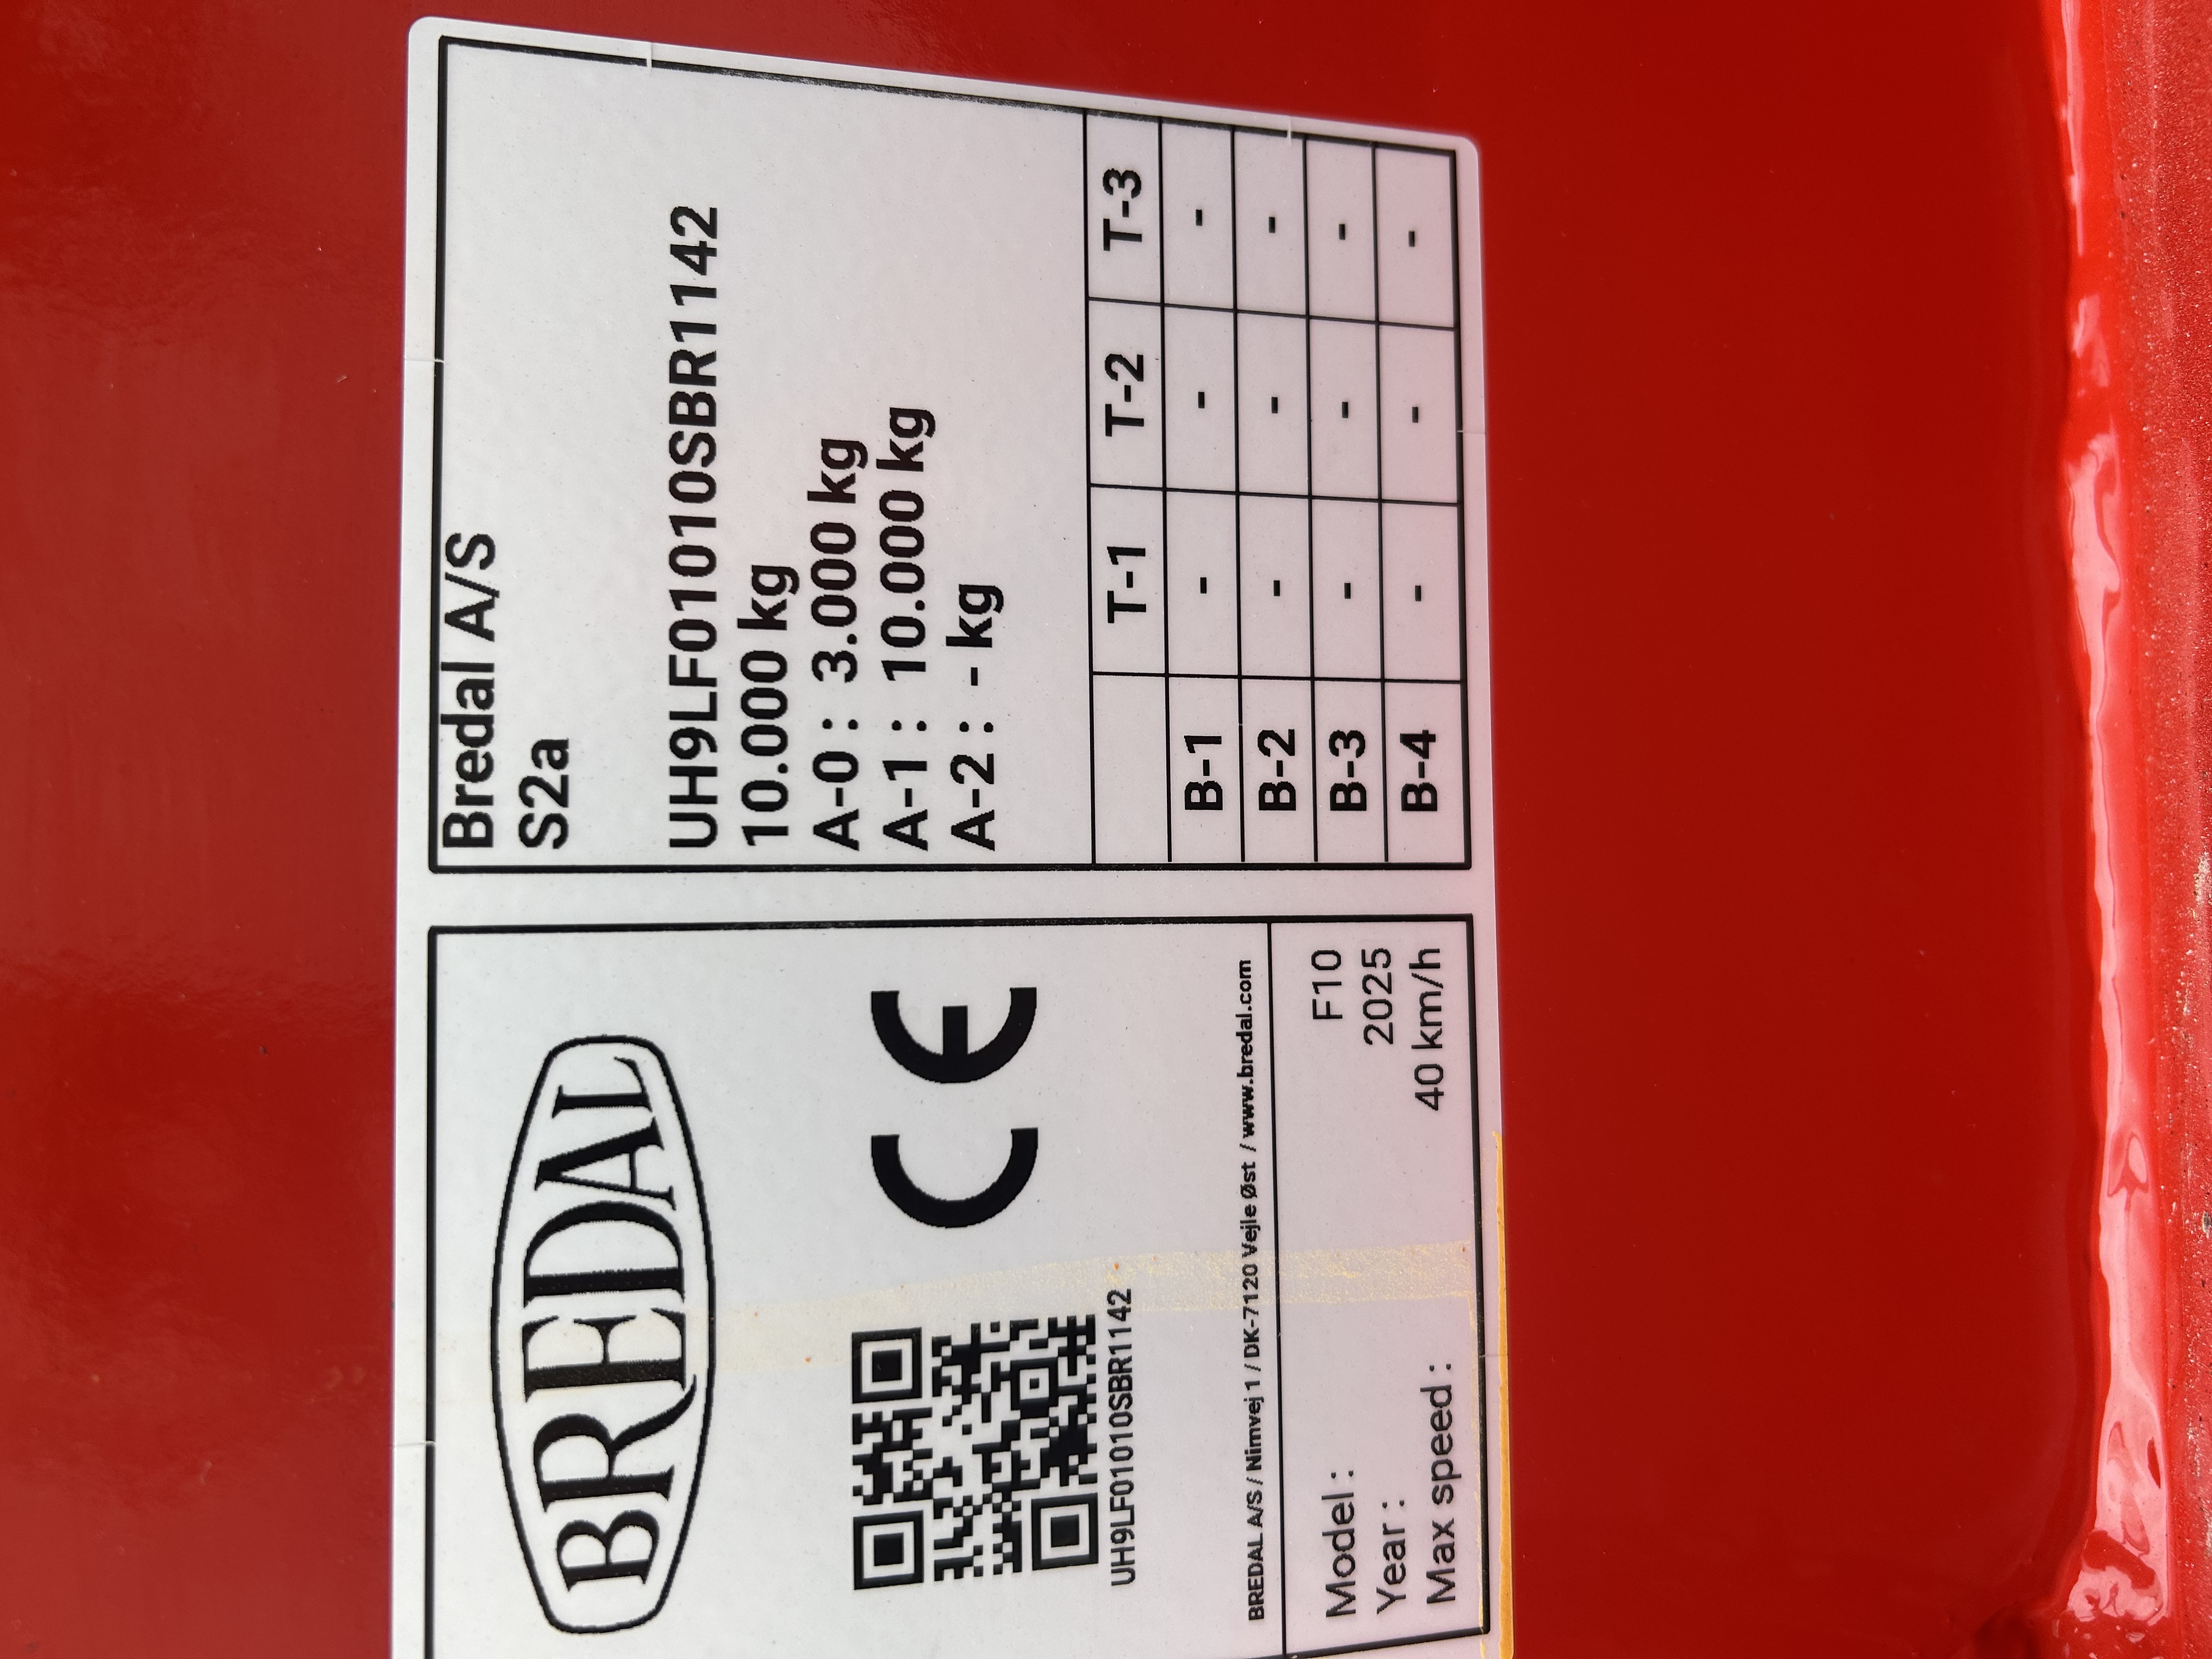 BREDAL
CE
UH9LF01010SBR1142
BREDAL A/S / Nimvej 1 / DK-7120 Vejle Øst / www.bredal.com
Model : F10
Year : 2025
Max speed : 40 km/h
Bredal A/S
S2a
UH9LF01010SBR1142
10.000 kg
A-0 : 3.000 kg
A-1 : 10.000 kg
A-2 : - kg
T-1 T-2 T-3
B-1 - - -
B-2 - - -
B-3 - - -
B-4 - - -